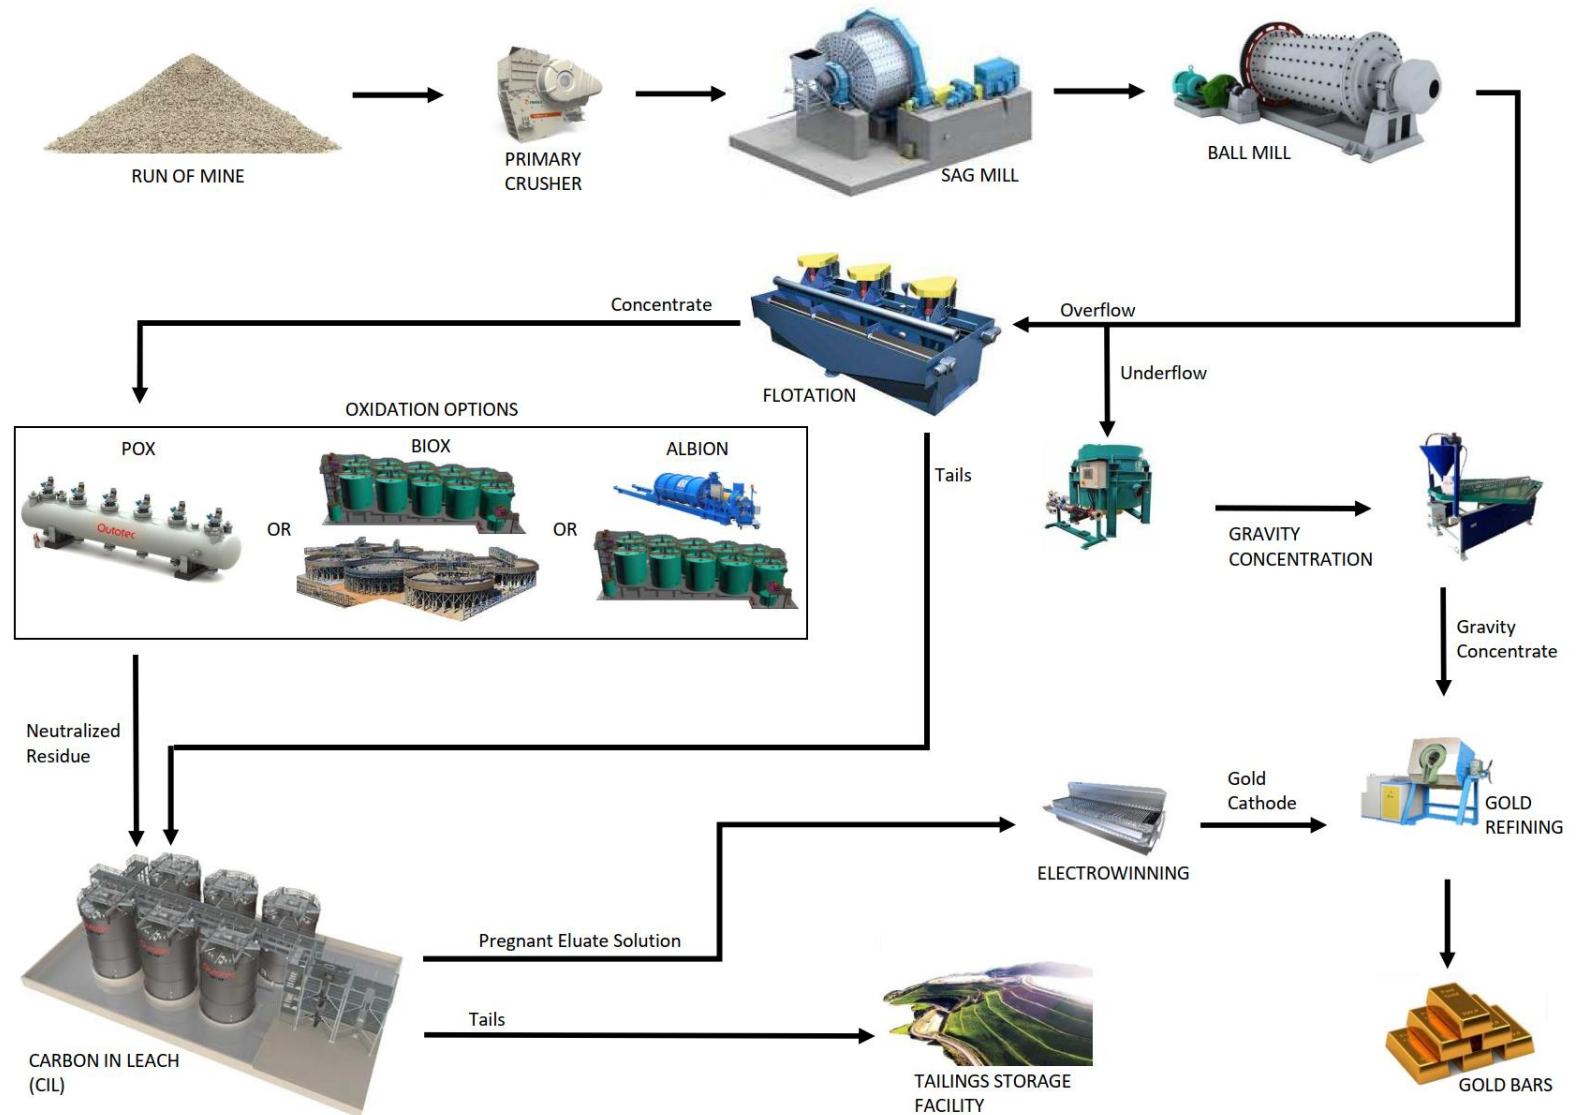 RUN OF MINE
PRIMARY
CRUSHER
SAG MILL
BALL MILL
Concentrate
Overflow
Underflow
FLOTATION
OXIDATION OPTIONS
POX
BIOX
ALBION
Tails
Outotec
OR
OR
GRAVITY
CONCENTRATION
Gravity
Concentrate
Neutralized
Residue
Gold
Cathode
GOLD
REFINING
ELECTROWINNING
Pregnant Eluate Solution
Tails
CARBON IN LEACH
(CIL)
TAILINGS STORAGE
FACILITY
GOLD BARS